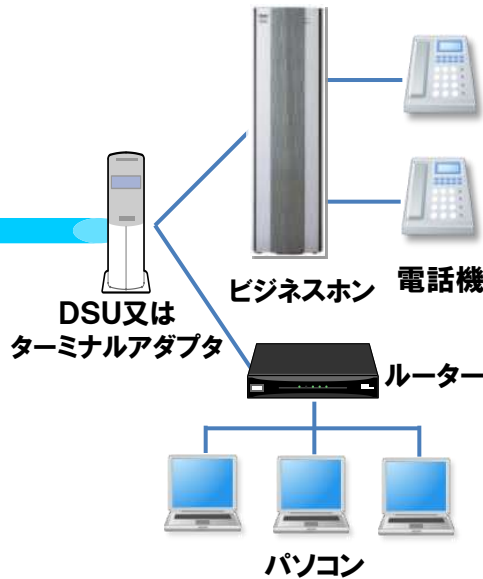 ビジネスホン
電話機
DSU又は
ターミナルアダプタ
ルーター
パソコン